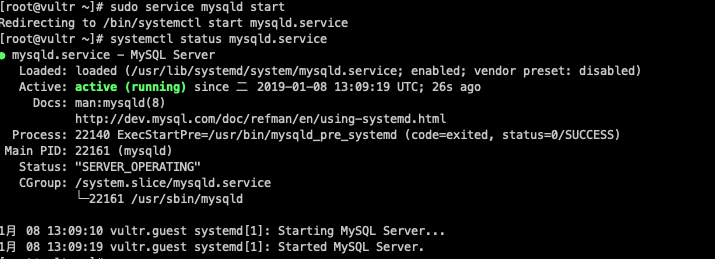 [root@vultr ~]# sudo service mysqld start
Redirecting to /bin/systemctl start mysqld.service
[root@vultr ~]# systemctl status mysqld.service
● mysqld.service - MySQL Server
   Loaded: loaded (/usr/lib/systemd/system/mysqld.service; enabled; vendor preset: disabled)
   Active: active (running) since 二 2019-01-08 13:09:19 UTC; 26s ago
     Docs: man:mysqld(8)
           http://dev.mysql.com/doc/refman/en/using-systemd.html
  Process: 22140 ExecStartPre=/usr/bin/mysqld_pre_systemd (code=exited, status=0/SUCCESS)
 Main PID: 22161 (mysqld)
   Status: "SERVER_OPERATING"
   CGroup: /system.slice/mysqld.service
           └─22161 /usr/sbin/mysqld
1月 08 13:09:10 vultr.guest systemd[1]: Starting MySQL Server...
1月 08 13:09:19 vultr.guest systemd[1]: Started MySQL Server.